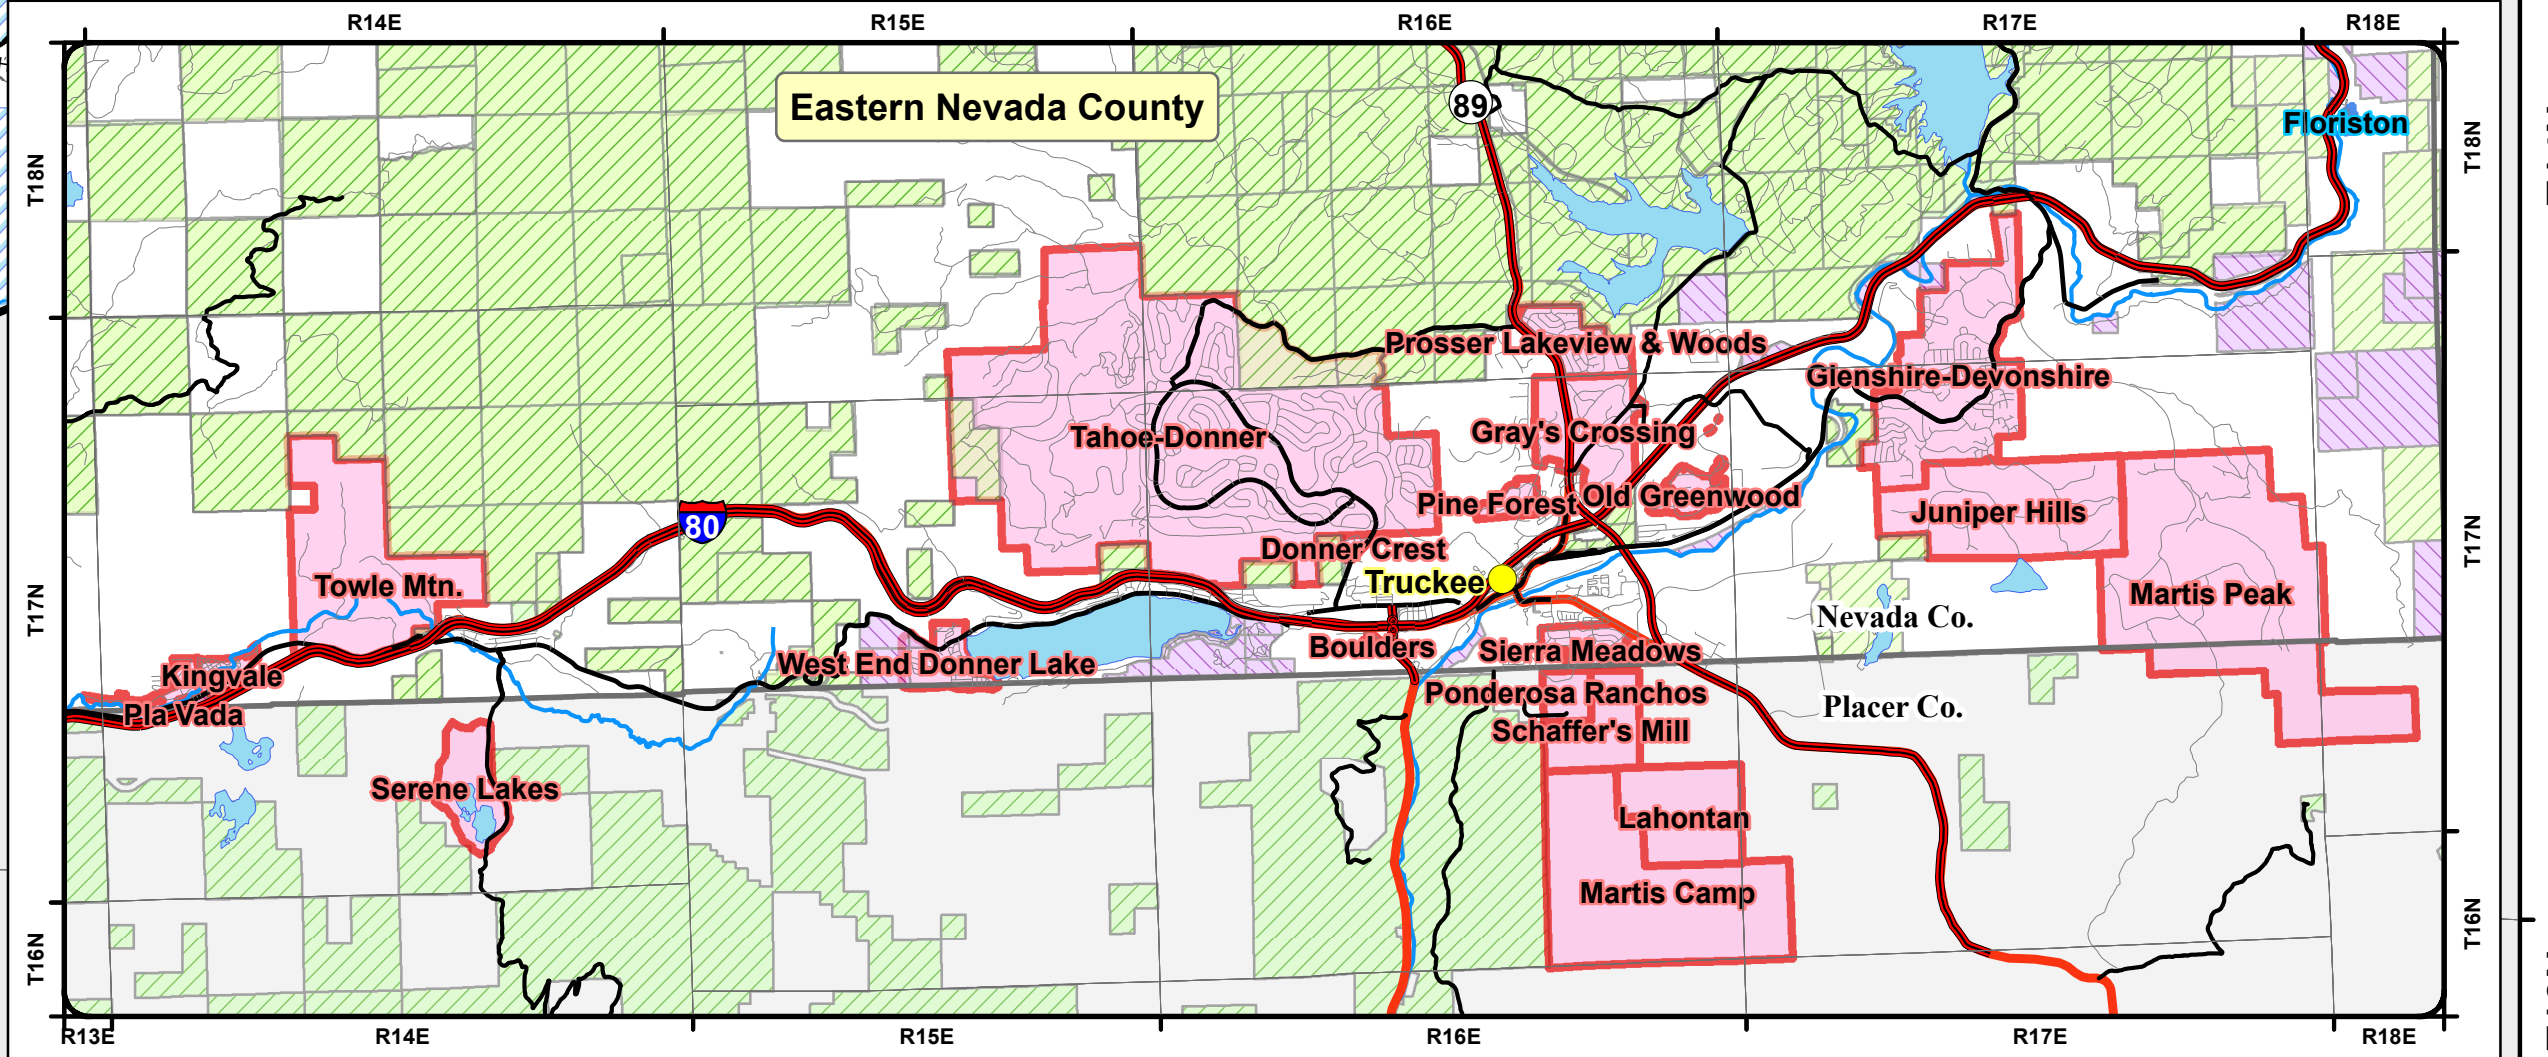 R14E
R15E
R16E
R17E
R18E
Eastern Nevada County
89
Floriston
T18N
T18N
Prosser Lakeview & Woods
Glenshire-Devonshire
Tahoe-Donner
Gray's Crossing
Pine Forest
Old Greenwood
Juniper Hills
80
Donner Crest
Truckee
Towle Mtn.
Martis Peak
T17N
T17N
Nevada Co.
Boulders
Sierra Meadows
West End Donner Lake
Kingvale
Ponderosa Ranchos
Placer Co.
Pla Vada
Schaffer's Mill
Serene Lakes
Lahontan
Martis Camp
T16N
T16N
R13E
R14E
R15E
R16E
R17E
R18E